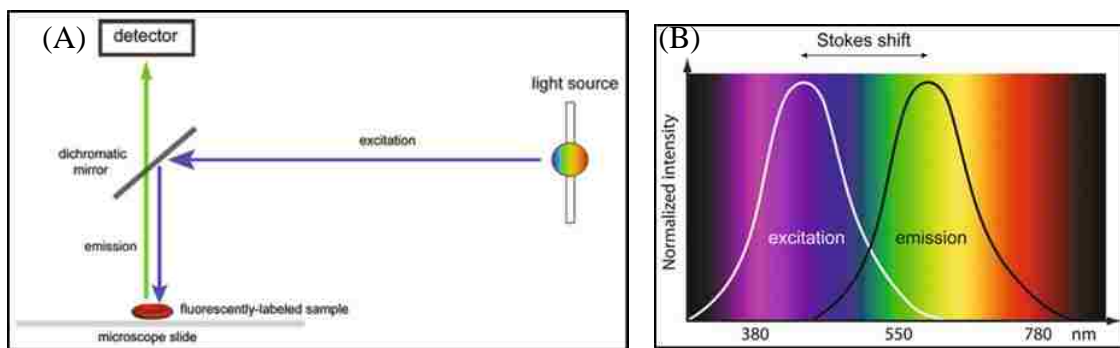 (A)
detector
light source
excitation
dichromatic
mirror
emission
fluorescently-labeled sample
microscope slide
(B)
Stokes shift
Normalized intensity
excitation
emission
380
550
780
nm